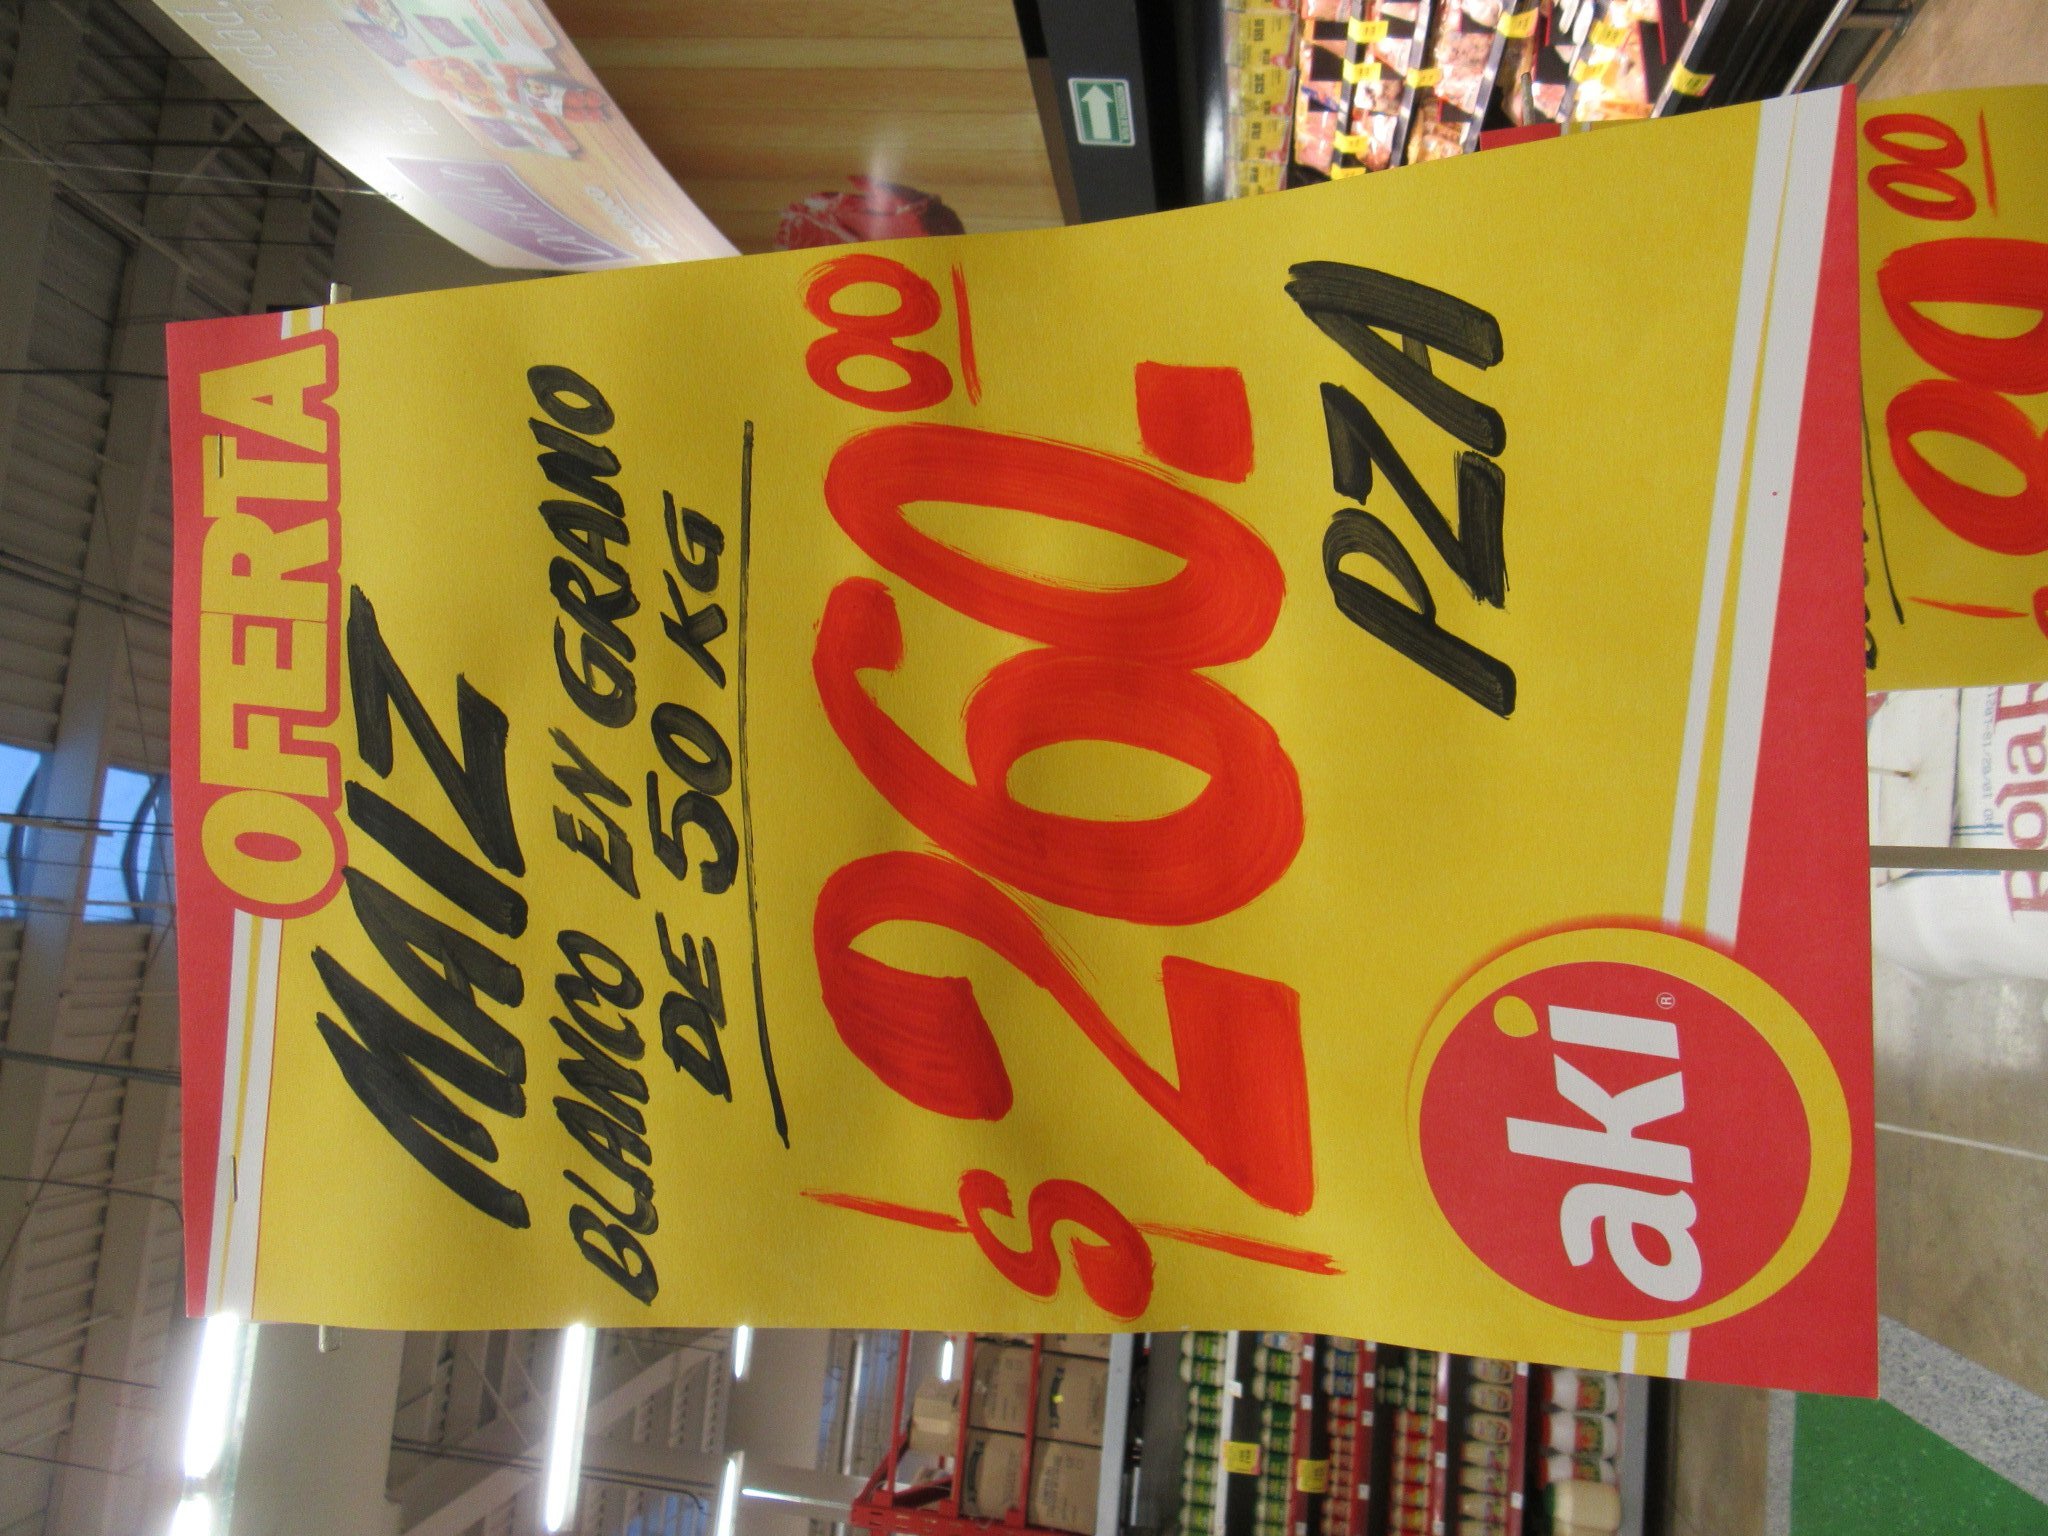 OFERTA
MAIZ
BLANCO EN GRANO
DE 50 KG
$260.00
PZA
aki®